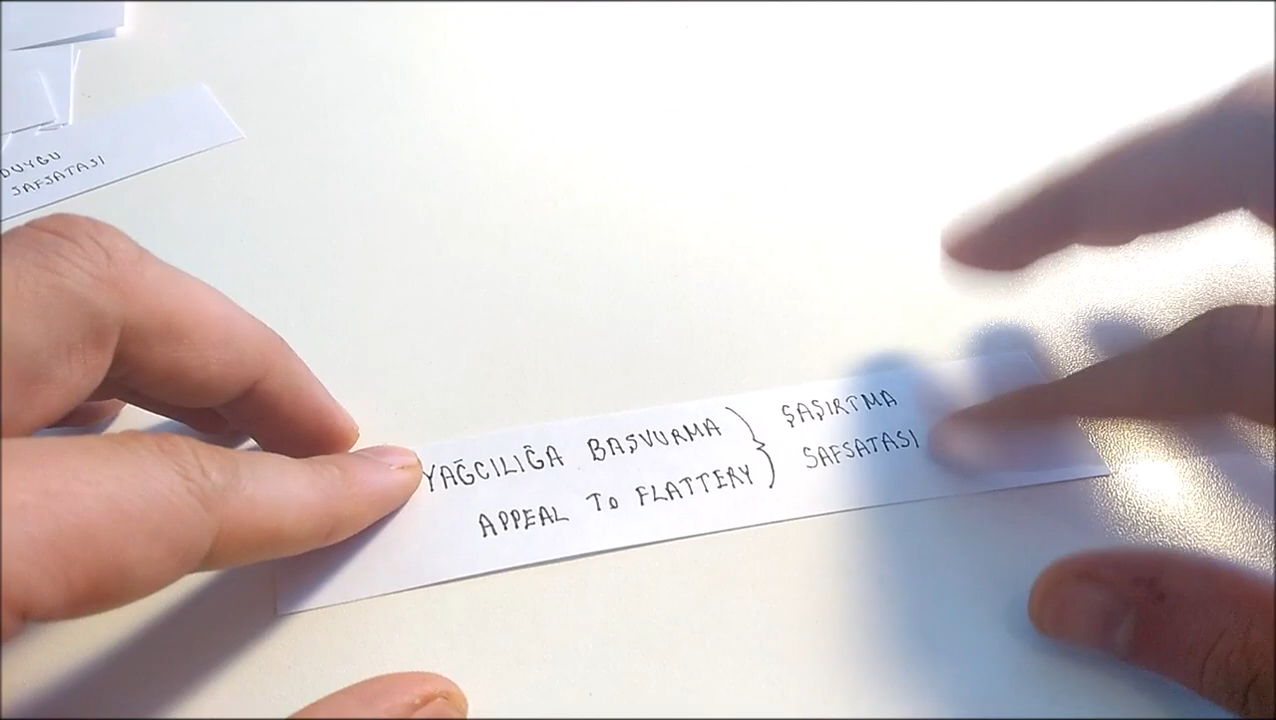 DUYGU
SAFSATASI
YAĞCILIĞA BAŞVURMA
APPEAL TO FLATTERY
ŞAŞIRTMA
SAFSATASI